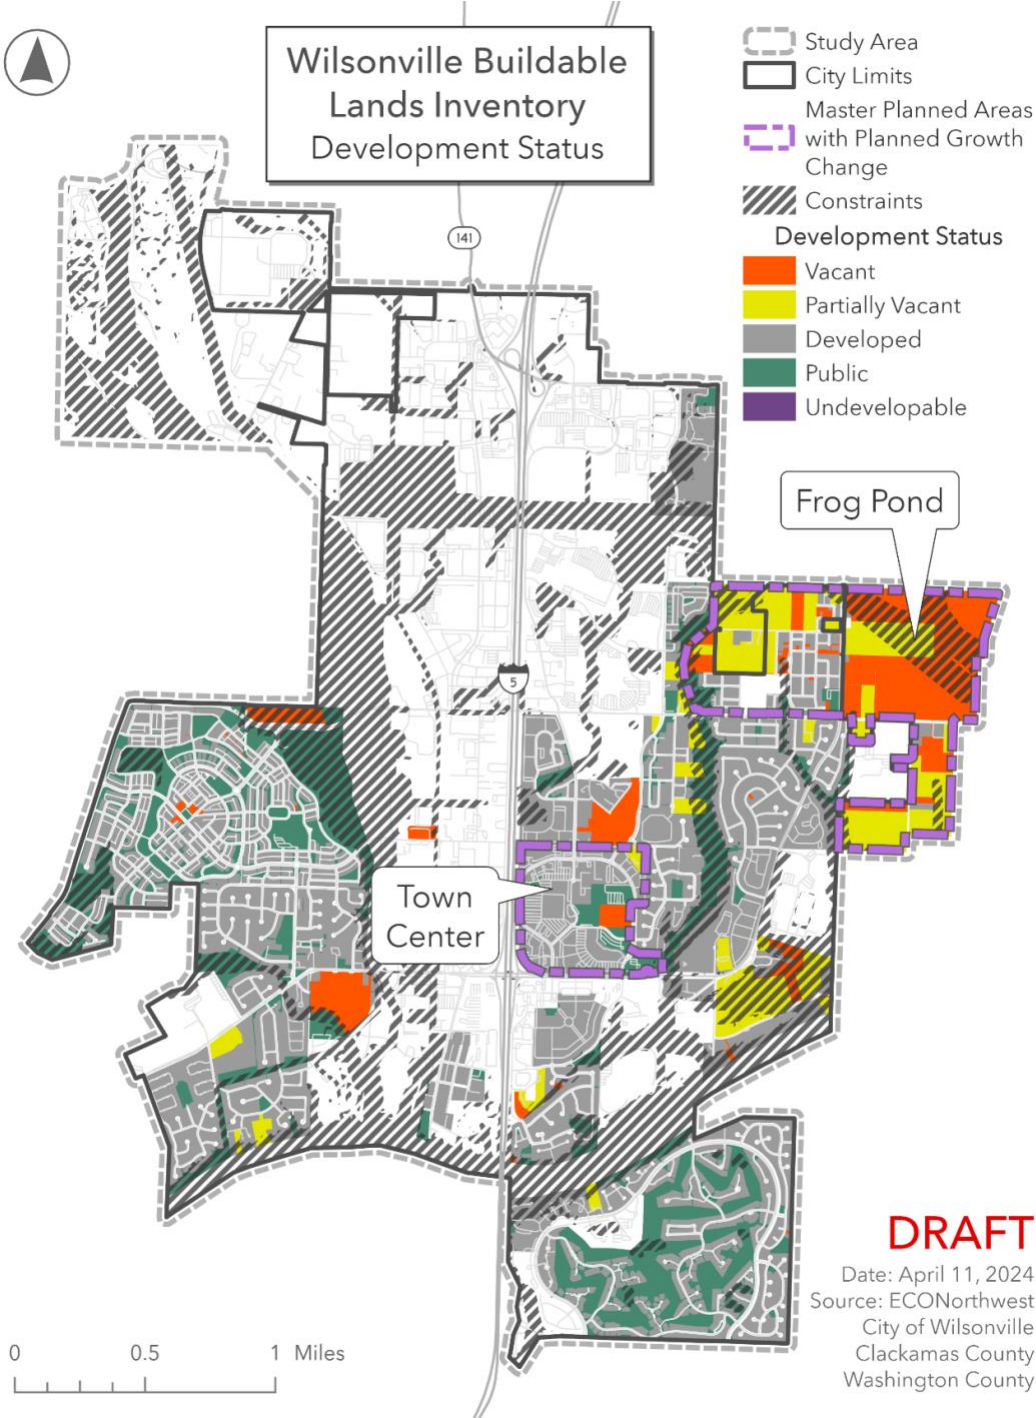 Wilsonville Buildable
Lands Inventory
Development Status
Study Area
City Limits
Master Planned Areas
with Planned Growth
Change
Constraints
Development Status
Vacant
Partially Vacant
Developed
Public
Undevelopable
141
Frog Pond
5
Town
Center
DRAFT
Date: April 11, 2024
Source: ECONorthwest
City of Wilsonville
Clackamas County
Washington County
0 0.5 1 Miles